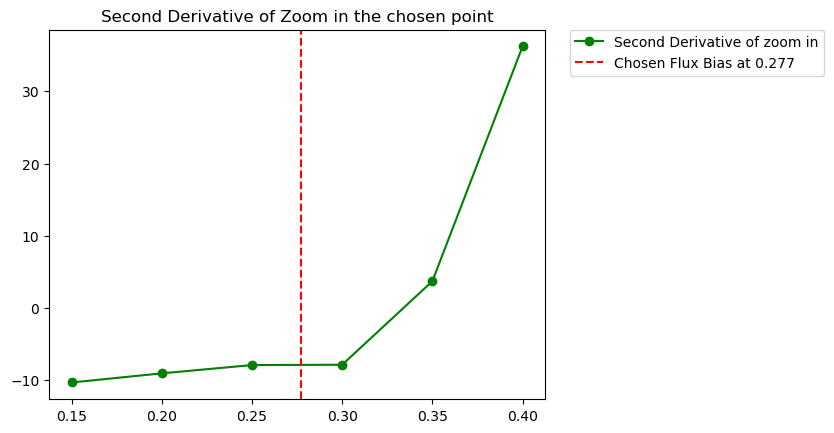 Second Derivative of Zoom in the chosen point
Second Derivative of zoom in
Chosen Flux Bias at 0.277
30
20
10
0
−10
0.15 0.20 0.25 0.30 0.35 0.40